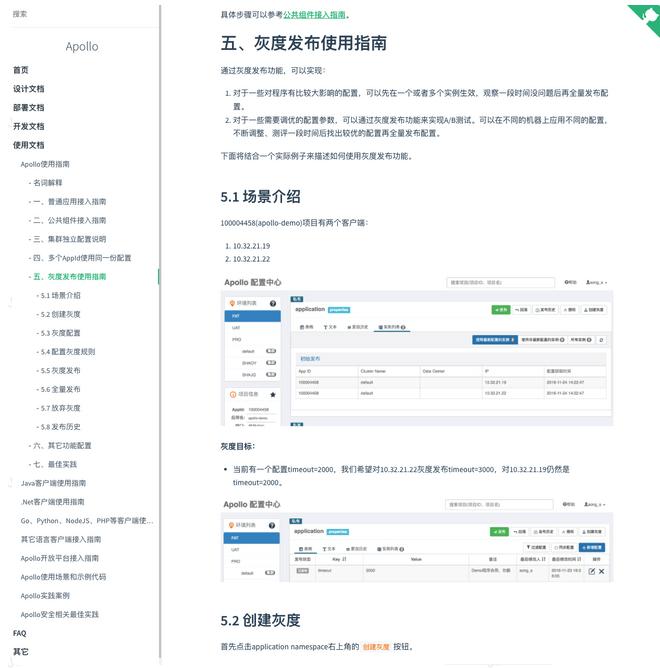 搜索
Apollo
首页
设计文档
部署文档
开发文档
使用文档
Apollo使用指南
- 名词解释
- 一、普通应用接入指南
- 二、公共组件接入指南
- 三、集群独立配置说明
- 四、多个AppId使用同一份配置
- 五、灰度发布使用指南
- 5.1 场景介绍
- 5.2 创建灰度
- 5.3 灰度配置
- 5.4 配置灰度规则
- 5.5 灰度发布
- 5.6 全量发布
- 5.7 放弃灰度
- 5.8 发布历史
- 六、其它功能配置
- 七、最佳实践
Java客户端使用指南
.Net客户端使用指南
Go、Python、NodeJS、PHP等客户端使...
其它语言客户端接入指南
Apollo开放平台接入指南
Apollo使用场景和示例代码
Apollo实践案例
Apollo安全相关最佳实践
FAQ
其它
具体步骤可以参考公共组件接入指南。
五、灰度发布使用指南
通过灰度发布功能，可以实现：
1. 对于一些对程序有比较大影响的配置，可以先在一个或者多个实例生效，观察一段时间没问题后再全量发布配
置。
2. 对于一些需要调优的配置参数，可以通过灰度发布功能来实现A/B测试。可以在不同的机器上应用不同的配置，
不断调整、测评一段时间后找出较优的配置再全量发布配置。
下面将结合一个实际例子来描述如何使用灰度发布功能。
5.1 场景介绍
100004458(apollo-demo)项目有两个客户端：
1. 10.32.21.19
2. 10.32.21.22
Apollo 配置中心
搜索项目(项目ID、项目名)
帮助
song_s
环境列表
FAT
UAT
PRO
default 集群
SHAOY 集群
SHAJQ 集群
项目信息
AppId: 100004458
应用名: apollo-demo
私有
application properties
发布 回滚 发布历史 授权 创建灰度
表格 文本 更改历史 实例列表 2
使用最新配置的实例 2 使用非最新配置的实例 所有实例 2
初始发布
App ID Cluster Name Data Center IP 配置获取时间
100004458 default 10.32.21.19 2016-11-24 14:22:47
100004458 default 10.32.21.22 2016-11-24 14:22:47
灰度目标：
当前有一个配置timeout=2000，我们希望对10.32.21.22灰度发布timeout=3000，对10.32.21.19仍然是
timeout=2000。
Apollo 配置中心
搜索项目(项目ID、项目名)
帮助
song_s
环境列表
FAT
UAT
PRO
default 集群
私有
application properties
发布 回滚 发布历史 授权 创建灰度
表格 文本 更改历史 实例列表 2
过滤配置 同步配置 新增配置
发布状态 Key Value 备注 最后修改人 最后修改时间 操作
已发布 timeout 2000 song_s
5.2 创建灰度
首先点击application namespace右上角的 创建灰度 按钮。